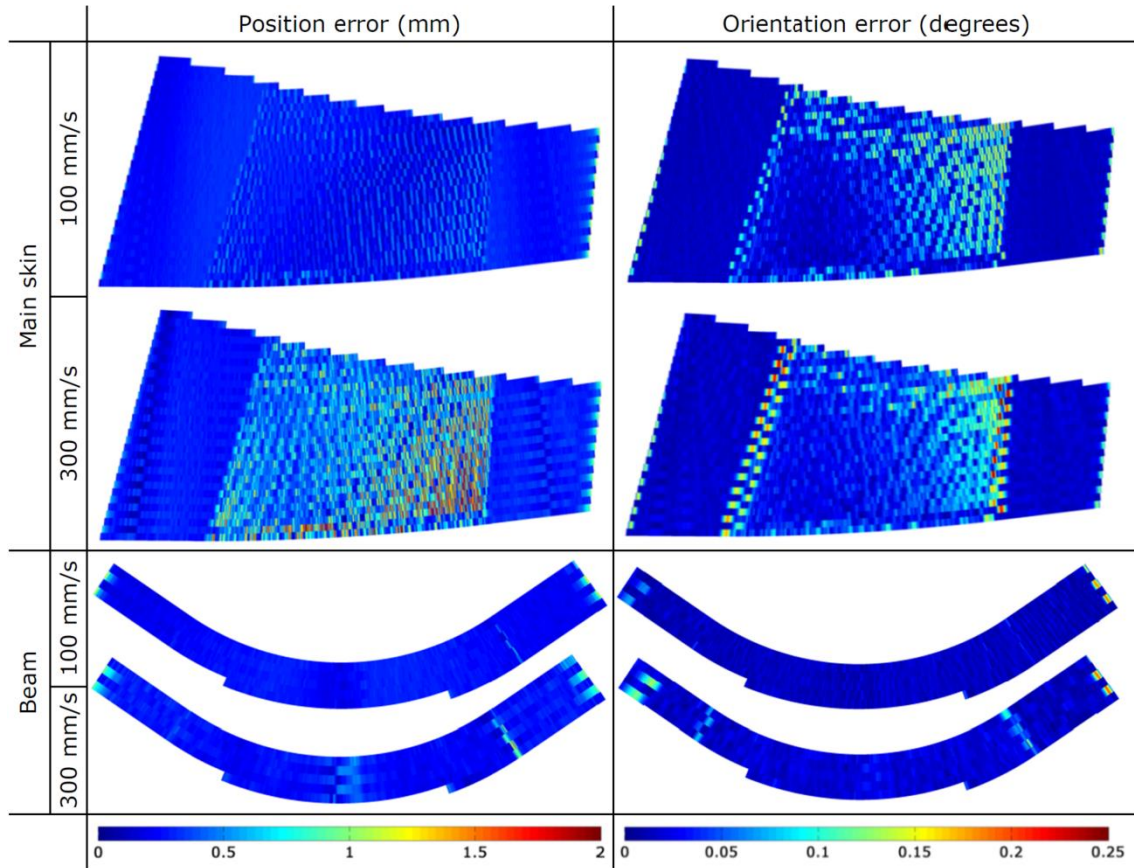 Position error (mm)
Orientation error (degrees)
Main skin
100 mm/s
300 mm/s
Beam
100 mm/s
300 mm/s
0 0.5 1 1.5 2
0 0.05 0.1 0.15 0.2 0.25